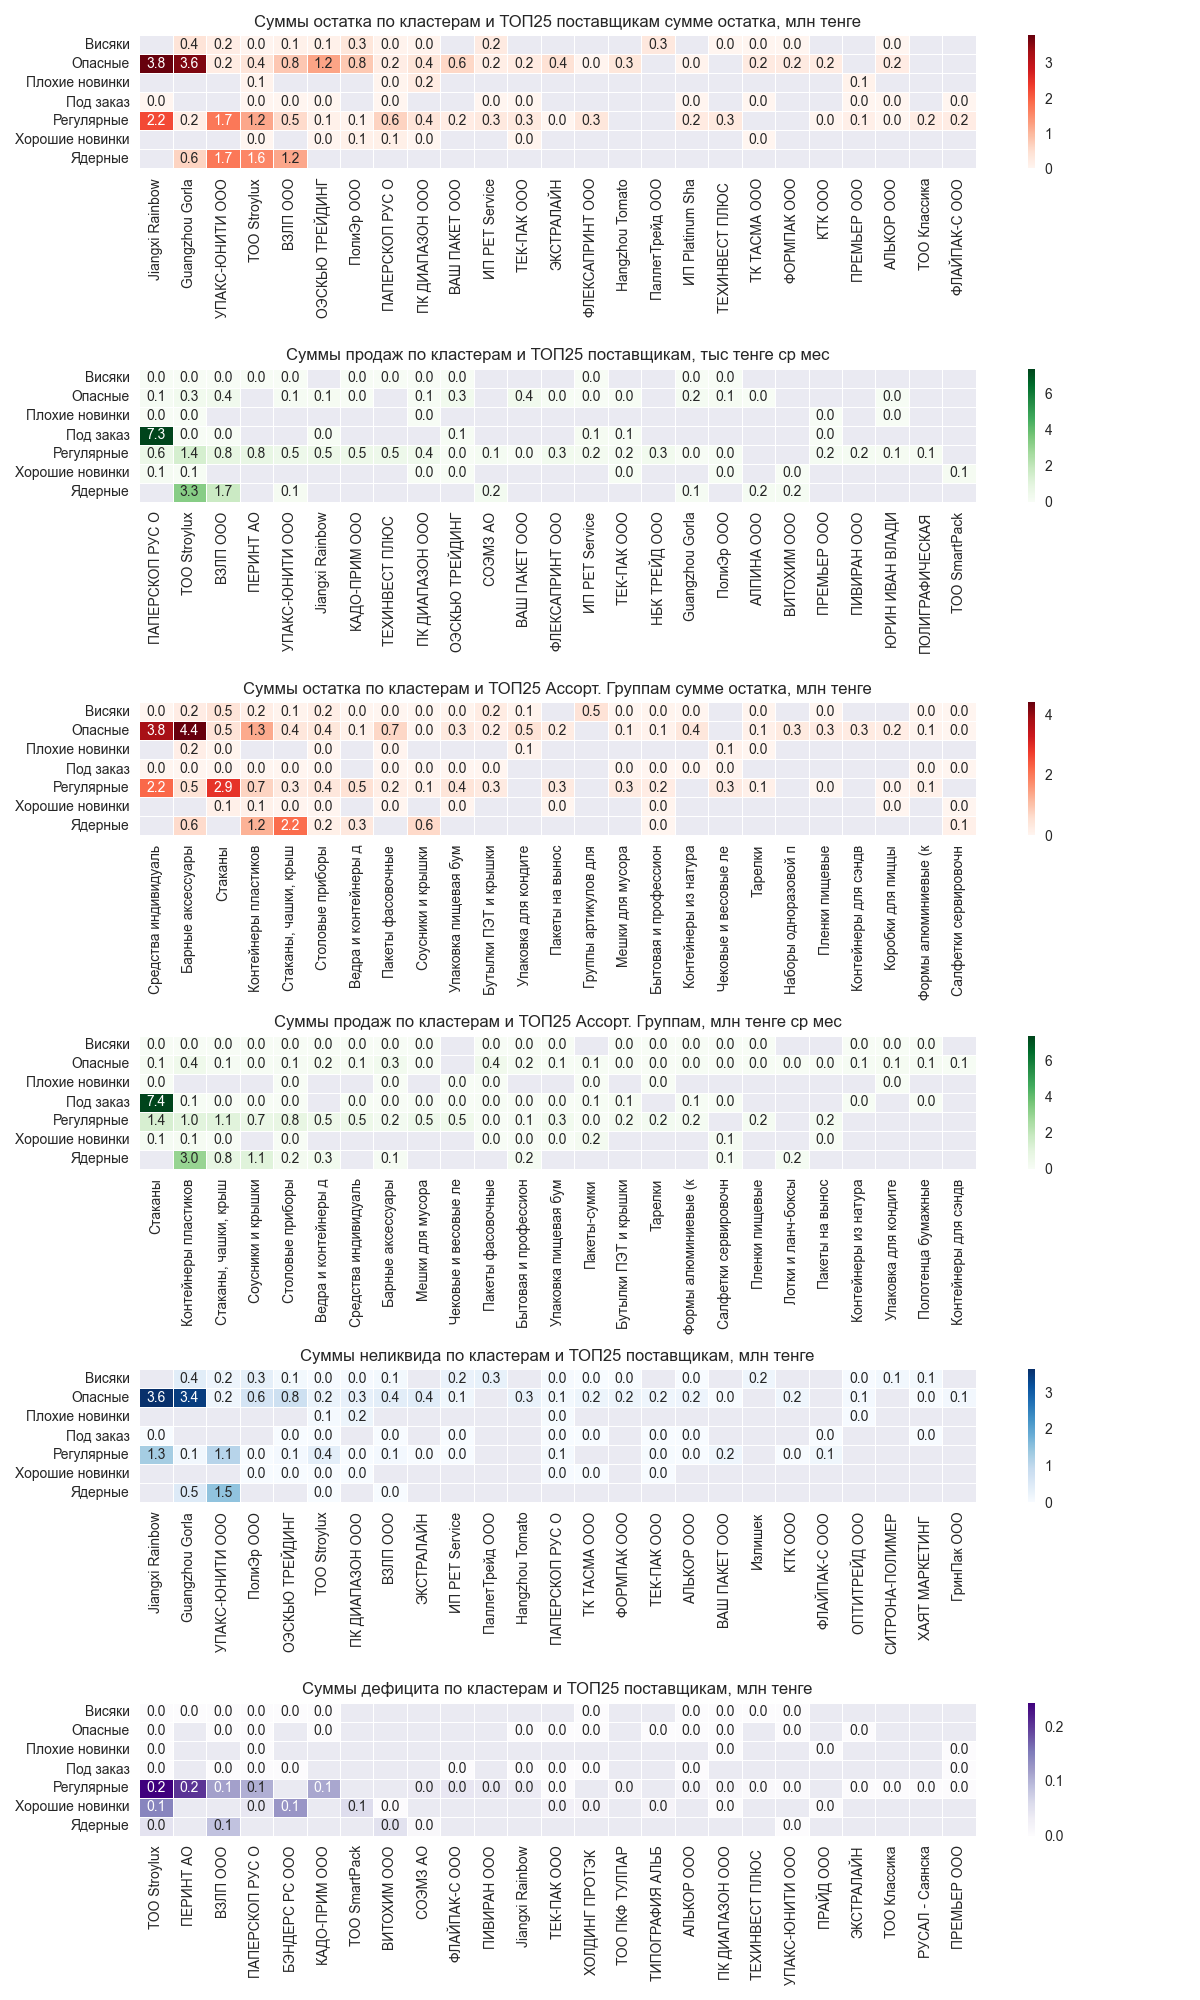 Суммы остатка по кластерам и ТОП25 поставщикам сумме остатка, млн тенге
Висяки 0.4 0.2 0.0 0.1 0.1 0.3 0.0 0.0 0.2 0.3 0.0 0.0 0.0 0.0
Опасные 3.8 3.6 0.2 0.4 0.8 1.2 0.8 0.2 0.4 0.6 0.2 0.2 0.4 0.0 0.3 0.0 0.2 0.2 0.2 0.2
Плохие новинки 0.1 0.0 0.2 0.1
Под заказ 0.0 0.0 0.0 0.0 0.0 0.0 0.0 0.0 0.0 0.0 0.0 0.0
Регулярные 2.2 0.2 1.7 1.2 0.5 0.1 0.1 0.6 0.4 0.2 0.3 0.3 0.0 0.3 0.2 0.3 0.0 0.1 0.0 0.2 0.2
Хорошие новинки 0.0 0.0 0.1 0.1 0.0 0.0 0.0
Ядерные 0.6 1.7 1.6 1.2
3
2
1
0
Jiangxi Rainbow
Guangzhou Gorla
УПАКС-ЮНИТИ ООО
ТОО Stroylux
ВЗЛП ООО
ОЭСКЬЮ ТРЕЙДИНГ
ПолиЭр ООО
ПАПЕРСКОП РУС О
ПК ДИАПАЗОН ООО
ВАШ ПАКЕТ ООО
ИП PET Service
ТЕК-ПАК ООО
ЭКСТРАЛАЙН
ФЛЕКСАПРИНТ ООО
Hangzhou Tomato
ПаллетТрейд ООО
ИП Platinum Sha
ТЕХИНВЕСТ ПЛЮС
ТК ТАСМА ООО
ФОРМПАК ООО
КТК ООО
ПРЕМЬЕР ООО
АЛЬКОР ООО
ТОО Классика
ФЛАЙПАК-С ООО
Суммы продаж по кластерам и ТОП25 поставщикам, тыс тенге ср мес
Висяки 0.0 0.0 0.0 0.0 0.0 0.0 0.0 0.0 0.0 0.0 0.0 0.0
Опасные 0.1 0.3 0.4 0.1 0.1 0.0 0.1 0.3 0.4 0.0 0.0 0.0 0.2 0.1 0.0 0.0
Плохие новинки 0.0 0.0 0.0 0.0 0.0
Под заказ 7.3 0.0 0.0 0.0 0.1 0.1 0.1 0.0
Регулярные 0.6 1.4 0.8 0.8 0.5 0.5 0.5 0.5 0.4 0.0 0.1 0.0 0.3 0.2 0.2 0.3 0.0 0.0 0.2 0.2 0.1 0.1
Хорошие новинки 0.1 0.1 0.0 0.0 0.0 0.0 0.0 0.1
Ядерные 3.3 1.7 0.1 0.2 0.1 0.2 0.2
6
4
2
0
ПАПЕРСКОП РУС О
ТОО Stroylux
ВЗЛП ООО
ПЕРИНТ АО
УПАКС-ЮНИТИ ООО
Jiangxi Rainbow
КАДО-ПРИМ ООО
ТЕХИНВЕСТ ПЛЮС
ПК ДИАПАЗОН ООО
ОЭСКЬЮ ТРЕЙДИНГ
СОЭМЗ АО
ВАШ ПАКЕТ ООО
ФЛЕКСАПРИНТ ООО
ИП PET Service
ТЕК-ПАК ООО
НБК ТРЕЙД ООО
Guangzhou Gorla
ПолиЭр ООО
АЛПИНА ООО
ВИТОХИМ ООО
ПРЕМЬЕР ООО
ПИВИРАН ООО
ЮРИН ИВАН ВЛАДИ
ПОЛИГРАФИЧЕСКАЯ
ТОО SmartPack
Суммы остатка по кластерам и ТОП25 Ассорт. Группам сумме остатка, млн тенге
Висяки 0.0 0.2 0.5 0.2 0.1 0.2 0.0 0.0 0.0 0.0 0.2 0.1 0.5 0.0 0.0 0.0 0.0 0.0 0.0 0.0
Опасные 3.8 4.4 0.5 1.3 0.4 0.4 0.1 0.7 0.0 0.3 0.2 0.5 0.2 0.1 0.1 0.4 0.1 0.3 0.3 0.3 0.2 0.1 0.0
Плохие новинки 0.2 0.0 0.0 0.0 0.1 0.1 0.0
Под заказ 0.0 0.0 0.0 0.0 0.0 0.0 0.0 0.0 0.0 0.0 0.0 0.0 0.0 0.0 0.0 0.0
Регулярные 2.2 0.5 2.9 0.7 0.3 0.4 0.5 0.2 0.1 0.4 0.3 0.3 0.3 0.2 0.3 0.1 0.0 0.0 0.1
Хорошие новинки 0.1 0.1 0.0 0.0 0.0 0.0 0.0 0.0 0.0 0.0
Ядерные 0.6 1.2 2.2 0.2 0.3 0.6 0.0 0.1
4
2
0
Средства индивидуаль
Барные аксессуары
Стаканы
Контейнеры пластиков
Стаканы, чашки, крыш
Столовые приборы
Ведра и контейнеры д
Пакеты фасовочные
Соусники и крышки
Упаковка пищевая бум
Бутылки ПЭТ и крышки
Упаковка для кондите
Пакеты на вынос
Группы артикулов для
Мешки для мусора
Бытовая и профессион
Контейнеры из натура
Чековые и весовые ле
Тарелки
Наборы одноразовой п
Пленки пищевые
Контейнеры для сэндв
Коробки для пиццы
Формы алюминиевые (к
Салфетки сервировочн
Суммы продаж по кластерам и ТОП25 Ассорт. Группам, млн тенге ср мес
Висяки 0.0 0.0 0.0 0.0 0.0 0.0 0.0 0.0 0.0 0.0 0.0 0.0 0.0 0.0 0.0 0.0 0.0 0.0 0.0 0.0
Опасные 0.1 0.4 0.1 0.0 0.1 0.2 0.1 0.3 0.0 0.4 0.2 0.1 0.1 0.0 0.0 0.0 0.0 0.0 0.0 0.0 0.1 0.1 0.1 0.1
Плохие новинки 0.0 0.0 0.0 0.0 0.0 0.0 0.0 0.0
Под заказ 7.4 0.1 0.0 0.0 0.0 0.0 0.0 0.0 0.0 0.0 0.0 0.0 0.1 0.1 0.1 0.0 0.0 0.0
Регулярные 1.4 1.0 1.1 0.7 0.8 0.5 0.5 0.2 0.5 0.5 0.0 0.1 0.3 0.0 0.2 0.2 0.2 0.2 0.2
Хорошие новинки 0.1 0.1 0.0 0.0 0.0 0.0 0.0 0.2 0.1 0.0
Ядерные 3.0 0.8 1.1 0.2 0.3 0.1 0.2 0.1 0.2
6
4
2
0
Стаканы
Контейнеры пластиков
Стаканы, чашки, крыш
Соусники и крышки
Столовые приборы
Ведра и контейнеры д
Средства индивидуаль
Барные аксессуары
Мешки для мусора
Чековые и весовые ле
Пакеты фасовочные
Бытовая и профессион
Упаковка пищевая бум
Пакеты-сумки
Бутылки ПЭТ и крышки
Тарелки
Формы алюминиевые (к
Салфетки сервировочн
Пленки пищевые
Лотки и ланч-боксы
Пакеты на вынос
Контейнеры из натура
Упаковка для кондите
Полотенца бумажные
Контейнеры для сэндв
Суммы неликвида по кластерам и ТОП25 поставщикам, млн тенге
Висяки 0.4 0.2 0.3 0.1 0.0 0.0 0.1 0.2 0.3 0.0 0.0 0.0 0.0 0.2 0.0 0.1 0.1
Опасные 3.6 3.4 0.2 0.6 0.8 0.2 0.3 0.4 0.4 0.1 0.3 0.1 0.2 0.2 0.2 0.2 0.0 0.2 0.1 0.0 0.1
Плохие новинки 0.1 0.2 0.0 0.0
Под заказ 0.0 0.0 0.0 0.0 0.0 0.0 0.0 0.0 0.0 0.0
Регулярные 1.3 0.1 1.1 0.0 0.1 0.4 0.0 0.1 0.0 0.0 0.1 0.0 0.0 0.2 0.0 0.1
Хорошие новинки 0.0 0.0 0.0 0.0 0.0 0.0 0.0
Ядерные 0.5 1.5 0.0 0.0
3
2
1
0
Jiangxi Rainbow
Guangzhou Gorla
УПАКС-ЮНИТИ ООО
ПолиЭр ООО
ОЭСКЬЮ ТРЕЙДИНГ
ТОО Stroylux
ПК ДИАПАЗОН ООО
ВЗЛП ООО
ЭКСТРАЛАЙН
ИП PET Service
ПаллетТрейд ООО
Hangzhou Tomato
ПАПЕРСКОП РУС О
ТК ТАСМА ООО
ФОРМПАК ООО
ТЕК-ПАК ООО
АЛЬКОР ООО
ВАШ ПАКЕТ ООО
Излишек
КТК ООО
ФЛАЙПАК-С ООО
ОПТИТРЕЙД ООО
СИТРОНА-ПОЛИМЕР
ХАЯТ МАРКЕТИНГ
ГринПак ООО
Суммы дефицита по кластерам и ТОП25 поставщикам, млн тенге
Висяки 0.0 0.0 0.0 0.0 0.0 0.0 0.0 0.0 0.0 0.0 0.0
Опасные 0.0 0.0 0.0 0.0 0.0 0.0 0.0 0.0 0.0 0.0 0.0 0.0 0.0
Плохие новинки 0.0 0.0 0.0 0.0 0.0
Под заказ 0.0 0.0 0.0 0.0 0.0 0.0 0.0 0.0 0.0 0.0
Регулярные 0.2 0.2 0.1 0.1 0.1 0.0 0.0 0.0 0.0 0.0 0.0 0.0 0.0 0.0 0.0 0.0 0.0 0.0 0.0
Хорошие новинки 0.1 0.0 0.1 0.1 0.0 0.0 0.0 0.0 0.0 0.0
Ядерные 0.0 0.1 0.0 0.0 0.0
0.2
0.1
0.0
ТОО Stroylux
ПЕРИНТ АО
ВЗЛП ООО
ПАПЕРСКОП РУС О
БЭНДЕРС РС ООО
КАДО-ПРИМ ООО
ТОО SmartPack
ВИТОХИМ ООО
СОЭМЗ АО
ФЛАЙПАК-С ООО
ПИВИРАН ООО
Jiangxi Rainbow
ТЕК-ПАК ООО
ХОЛДИНГ ПРОТЭК
ТОО ПКФ ТУЛПАР
ТИПОГРАФИЯ АЛЬБ
АЛЬКОР ООО
ПК ДИАПАЗОН ООО
ТЕХИНВЕСТ ПЛЮС
УПАКС-ЮНИТИ ООО
ПРАЙД ООО
ЭКСТРАЛАЙН
ТОО Классика
РУСАЛ - Саянска
ПРЕМЬЕР ООО